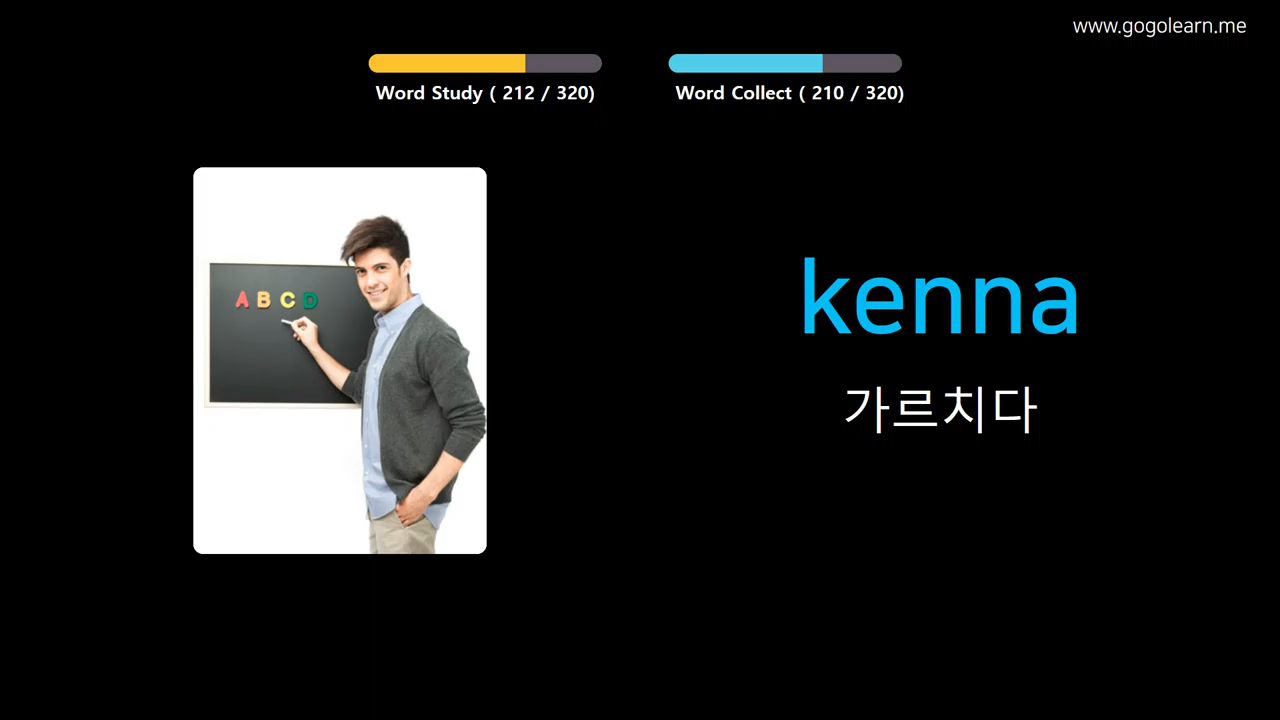 www.gogolearn.me
Word Study ( 212 / 320)
Word Collect ( 210 / 320)
A B C D
kenna
가르치다